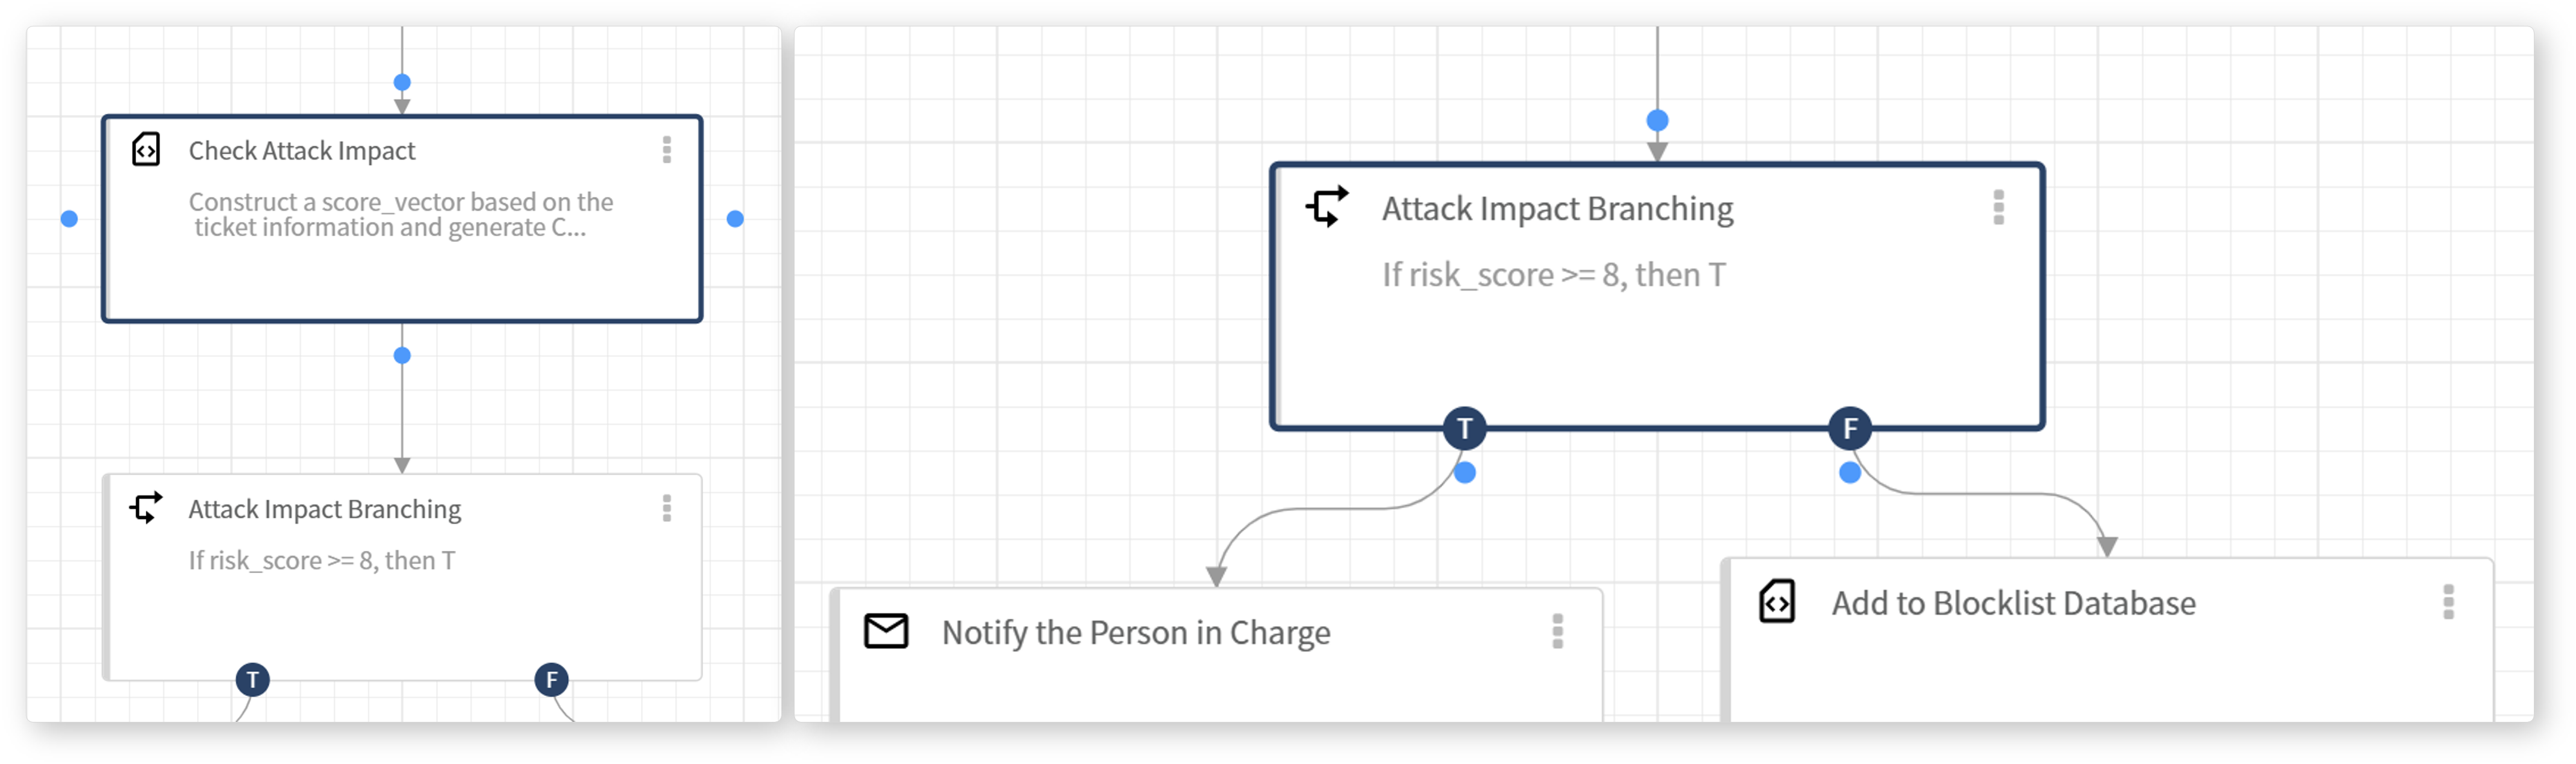 Check Attack Impact
Construct a score_vector based on the
ticket information and generate C...
Attack Impact Branching
If risk_score >= 8, then T
T
F
Attack Impact Branching
If risk_score >= 8, then T
T
F
Notify the Person in Charge
Add to Blocklist Database